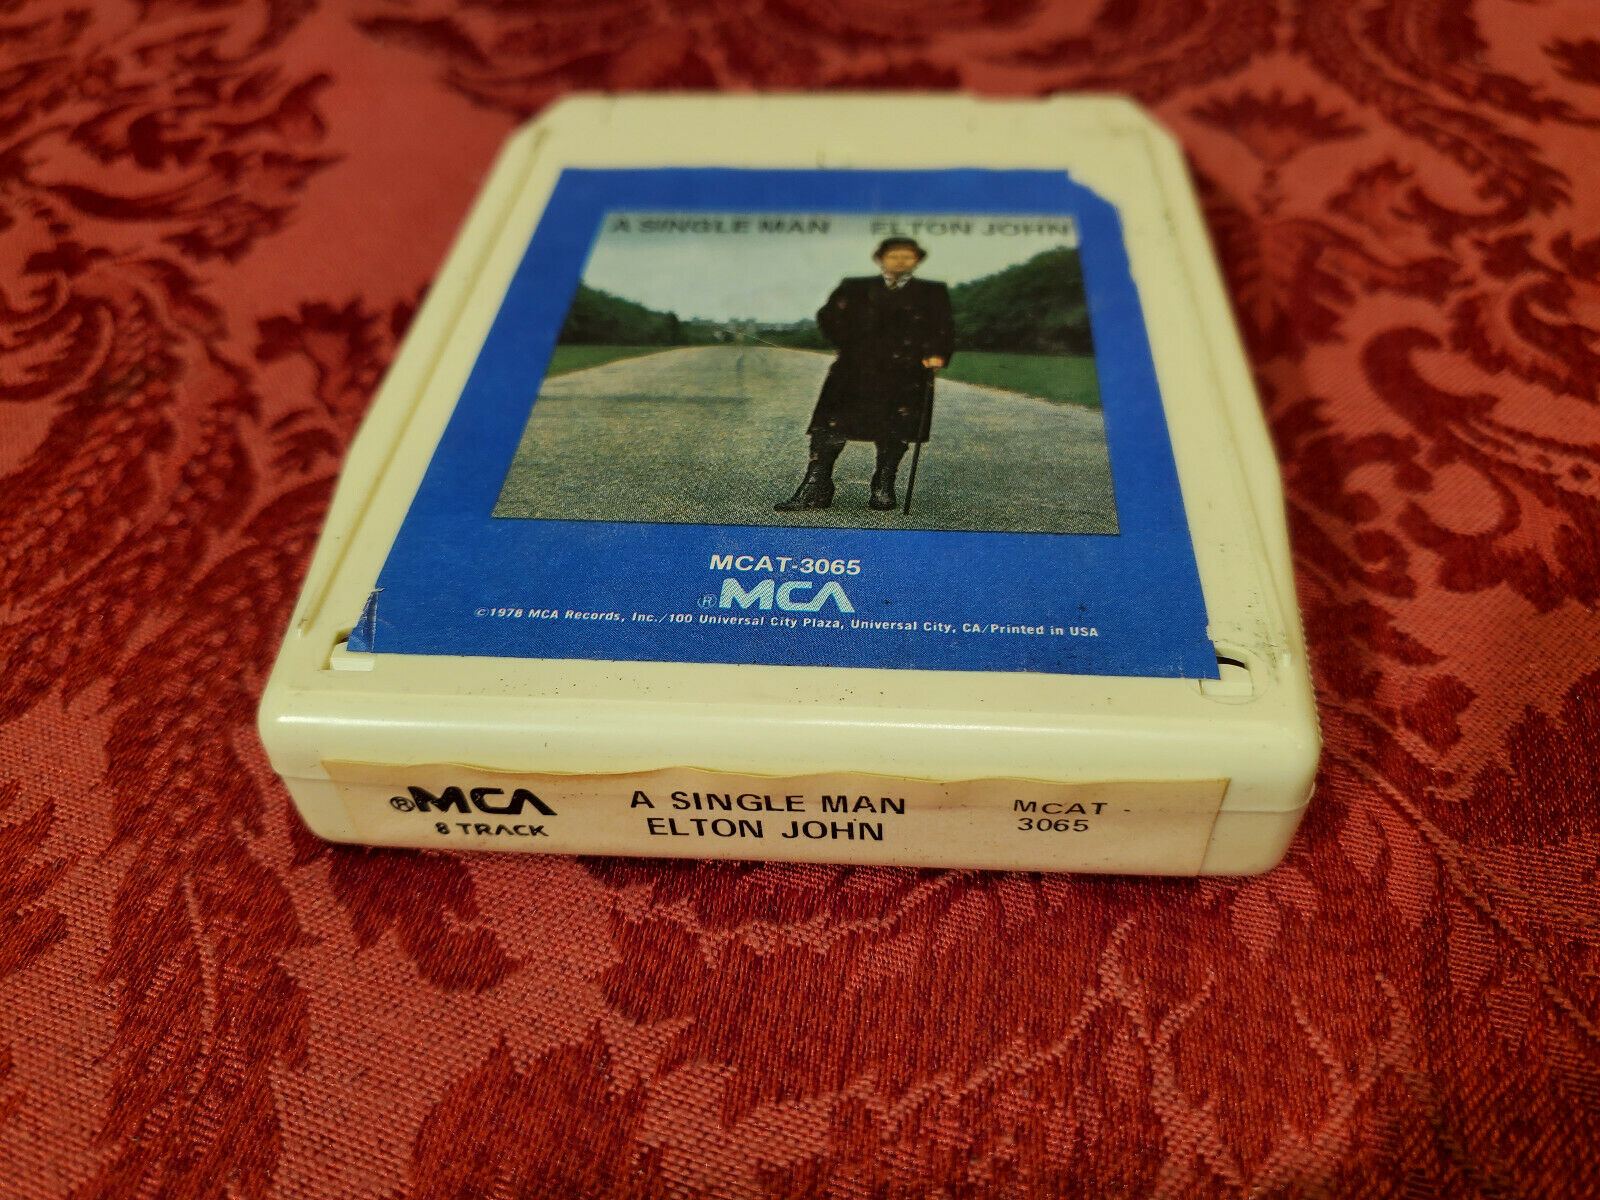 A SINGLE MAN ELTON JOHN
MCAT-3065
®MCA
©1978 MCA Records, Inc./100 Universal City Plaza, Universal City, CA/Printed in USA
®MCA
8 TRACK
A SINGLE MAN
ELTON JOHN
MCAT
3065